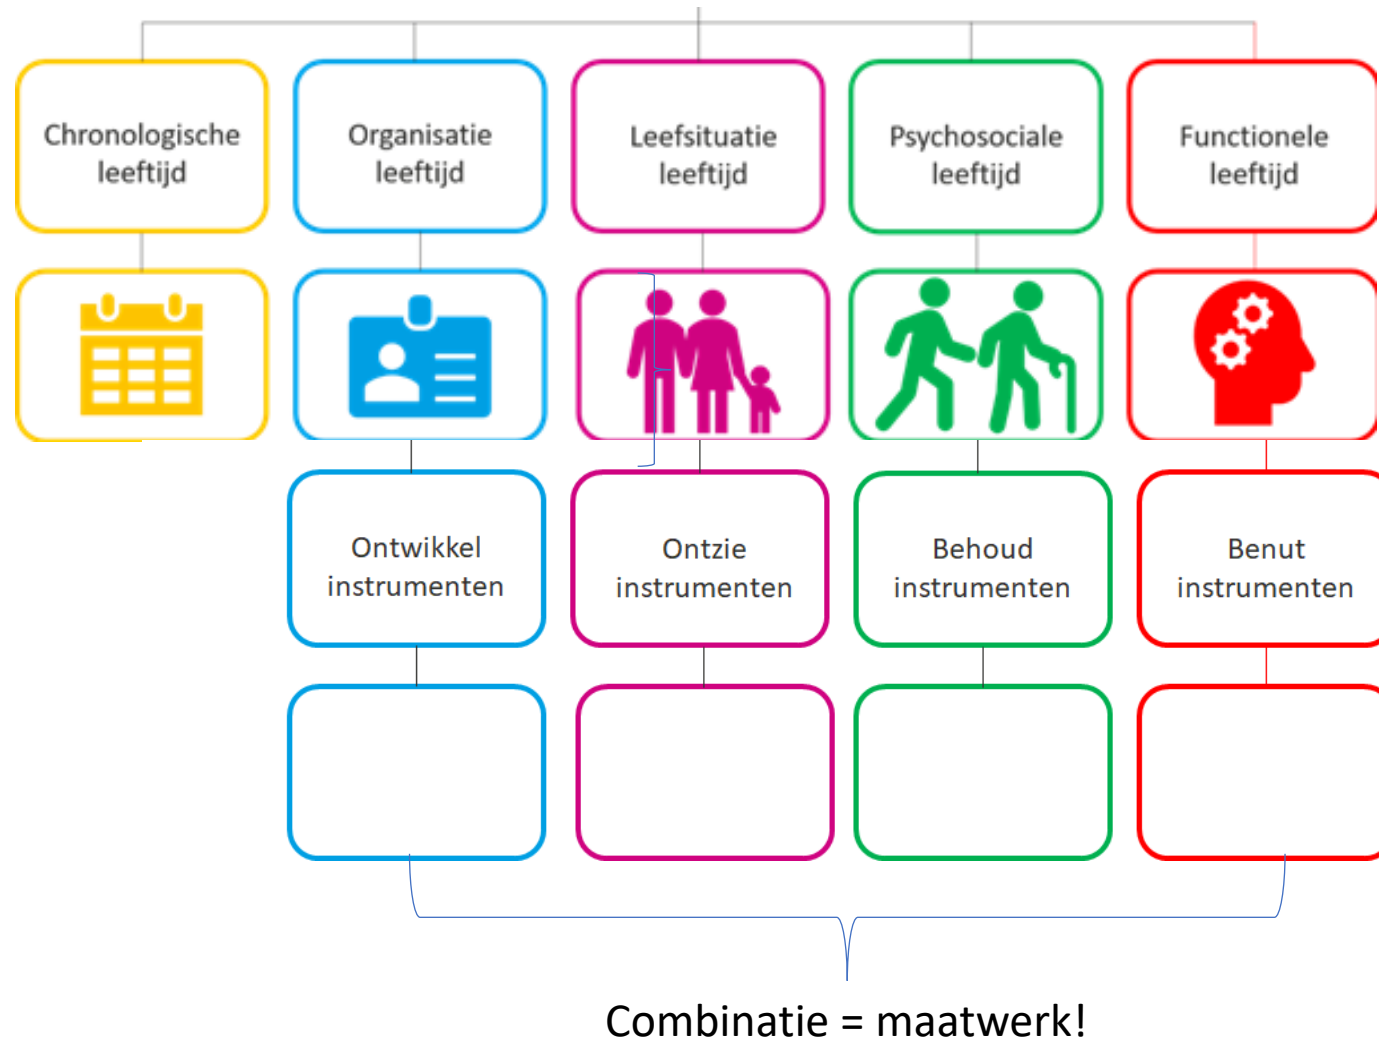 Chronologische
leeftijd
Organisatie
leeftijd
Leefsituatie
leeftijd
Psychosociale
leeftijd
Functionele
leeftijd
Ontwikkel
instrumenten
Ontzie
instrumenten
Behoud
instrumenten
Benut
instrumenten
Combinatie = maatwerk!